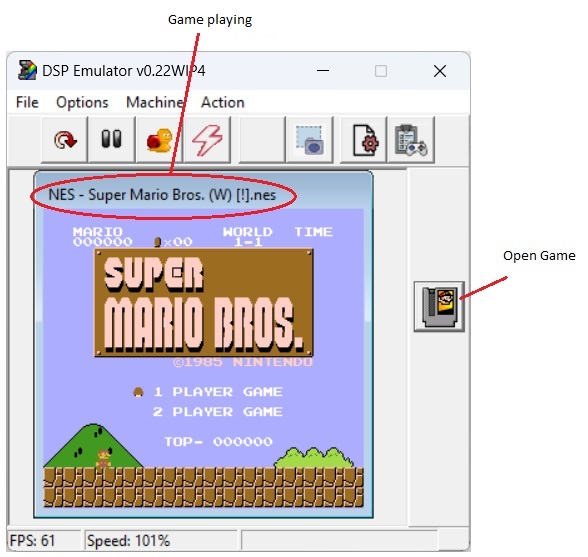 Game playing
DSP Emulator v0.22WIP4
File Options Machine Action
NES - Super Mario Bros. (W) [!].nes
MARIO WORLD TIME
000000 x00 1-1
SUPER
MARIO BROS.
©1985 NINTENDO
1 PLAYER GAME
2 PLAYER GAME
TOP- 000000
Open Game
FPS: 61 Speed: 101%